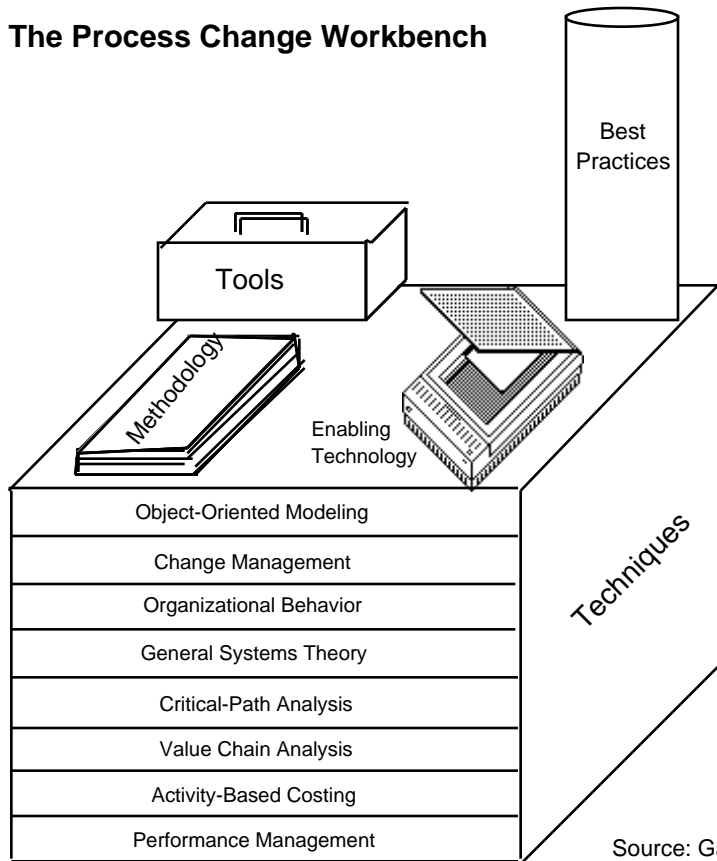 The Process Change Workbench
Best
Practices
Tools
Methodology
Enabling
Technology
Object-Oriented Modeling
Change Management
Organizational Behavior
General Systems Theory
Critical-Path Analysis
Value Chain Analysis
Activity-Based Costing
Performance Management
Techniques
Source: